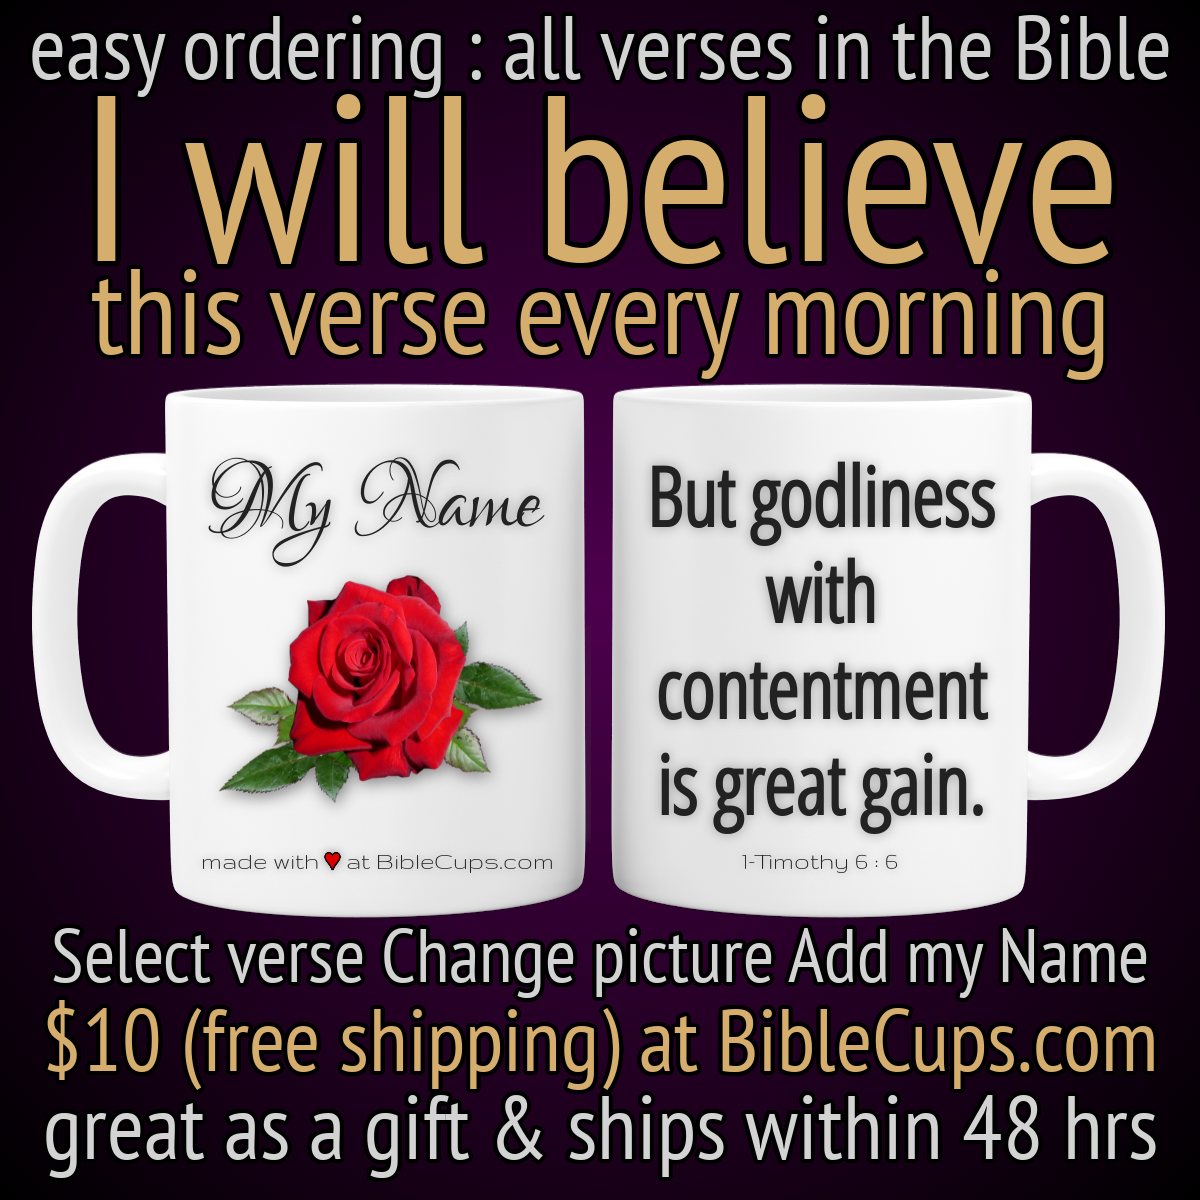 easy ordering : all verses in the Bible
I will believe
this verse every morning
My Name
made with ❤ at BibleCups.com
But godliness
with
contentment
is great gain.
1-Timothy 6 : 6
Select verse Change picture Add my Name
$10 (free shipping) at BibleCups.com
great as a gift & ships within 48 hrs